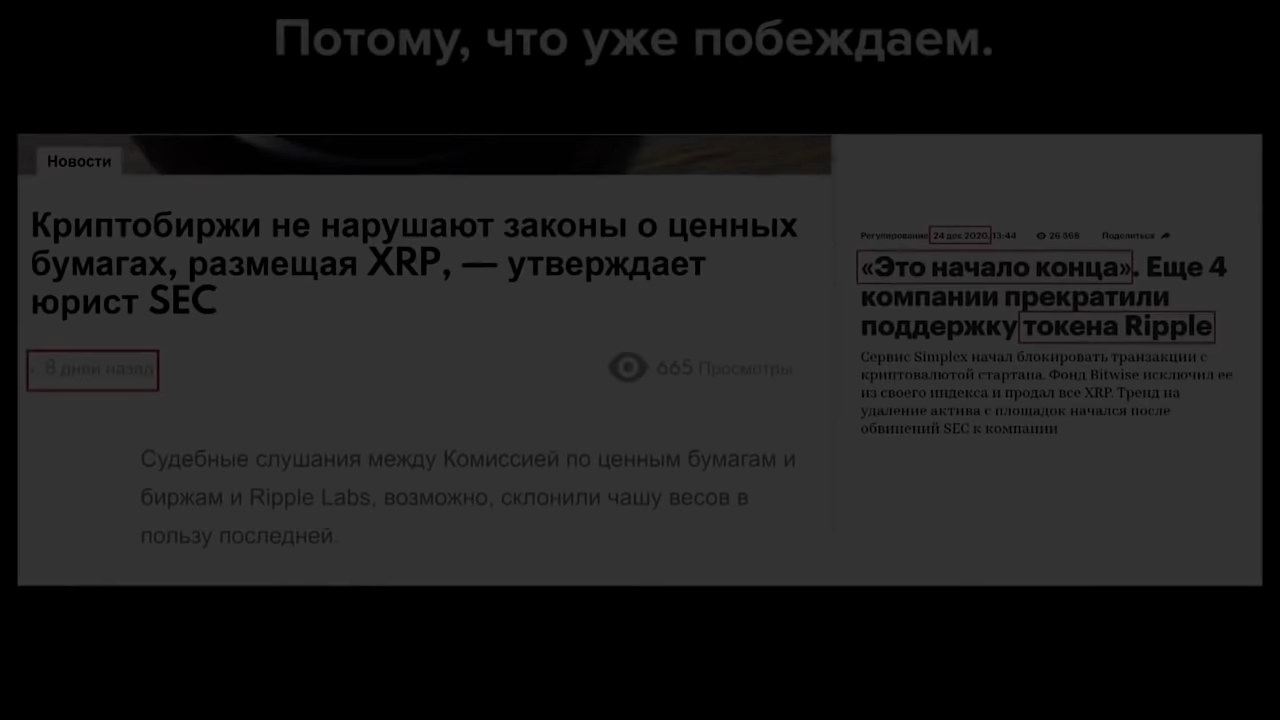 Потому, что уже побеждаем.
Новости
Криптобиржи не нарушают законы о ценных
бумагах, размещая XRP, — утверждает
юрист SEC
8 дней назад
665 Просмотры
Судебные слушания между Комиссией по ценным бумагам и
биржам и Ripple Labs, возможно, склонили чашу весов в
пользу последней.
Регулирование 24 дек 2020, 13:44 26 568 Поделиться
«Это начало конца». Еще 4
компании прекратили
поддержку токена Ripple
Сервис Simplex начал блокировать транзакции с
криптовалютой стартапа. Фонд Bitwise исключил ее
из своего индекса и продал все XRP. Тренд на
удаление актива с площадок начался после
обвинений SEC к компании